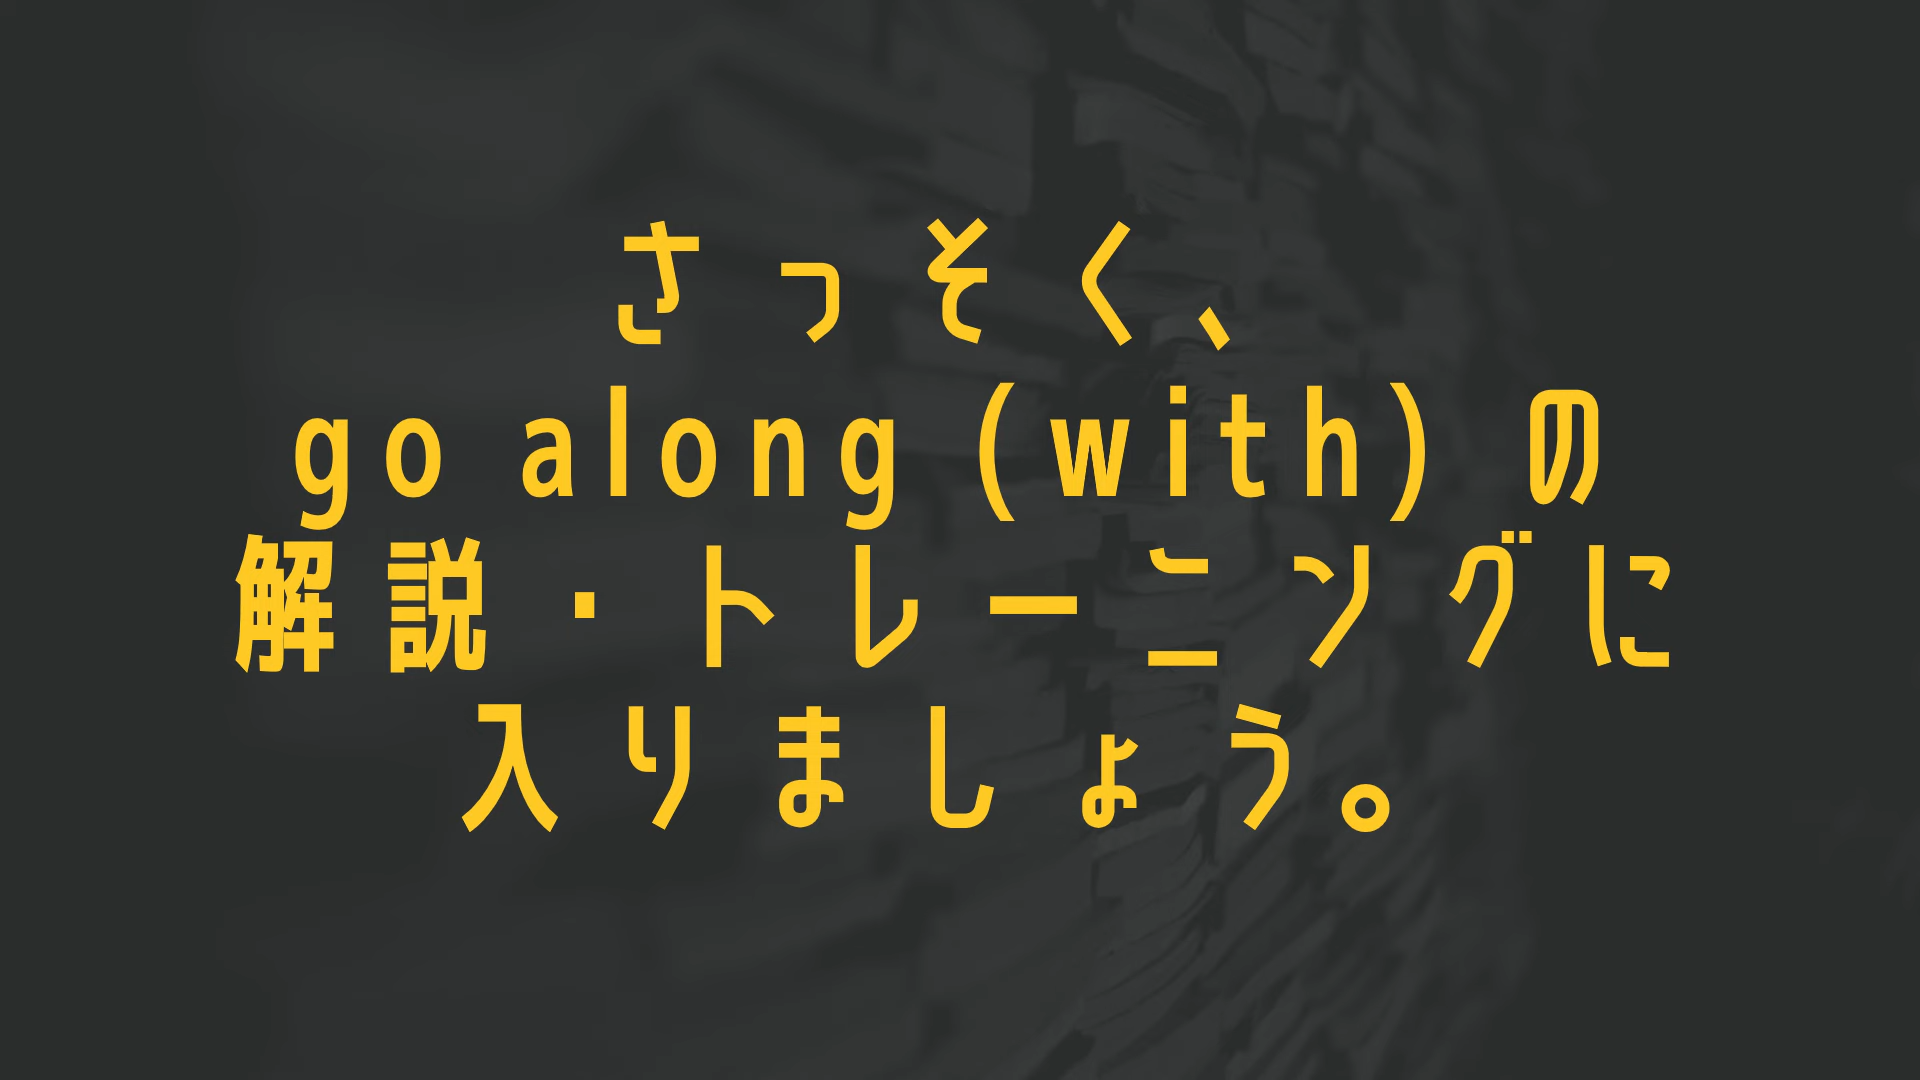 さっそく、
go along (with) の
解説・トレーニングに
入りましょう。